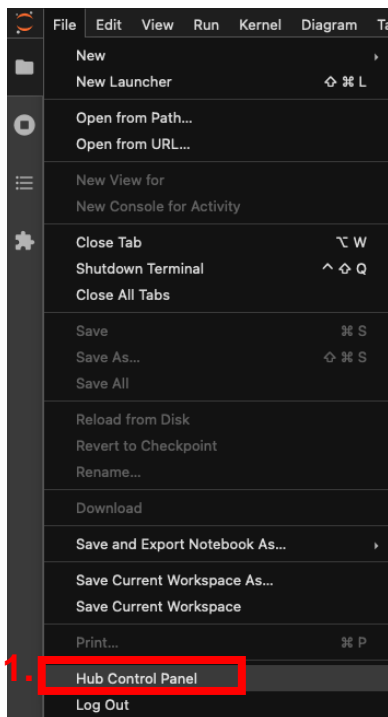 File Edit View Run Kernel Diagram Ta
New
New Launcher ⇧ ⌘ L
Open from Path...
Open from URL...
New View for
New Console for Activity
Close Tab ⌥ W
Shutdown Terminal ⌃ ⇧ Q
Close All Tabs
Save ⌘ S
Save As... ⇧ ⌘ S
Save All
Reload from Disk
Revert to Checkpoint
Rename...
Download
Save and Export Notebook As...
Save Current Workspace As...
Save Current Workspace
Print... ⌘ P
1. Hub Control Panel
Log Out